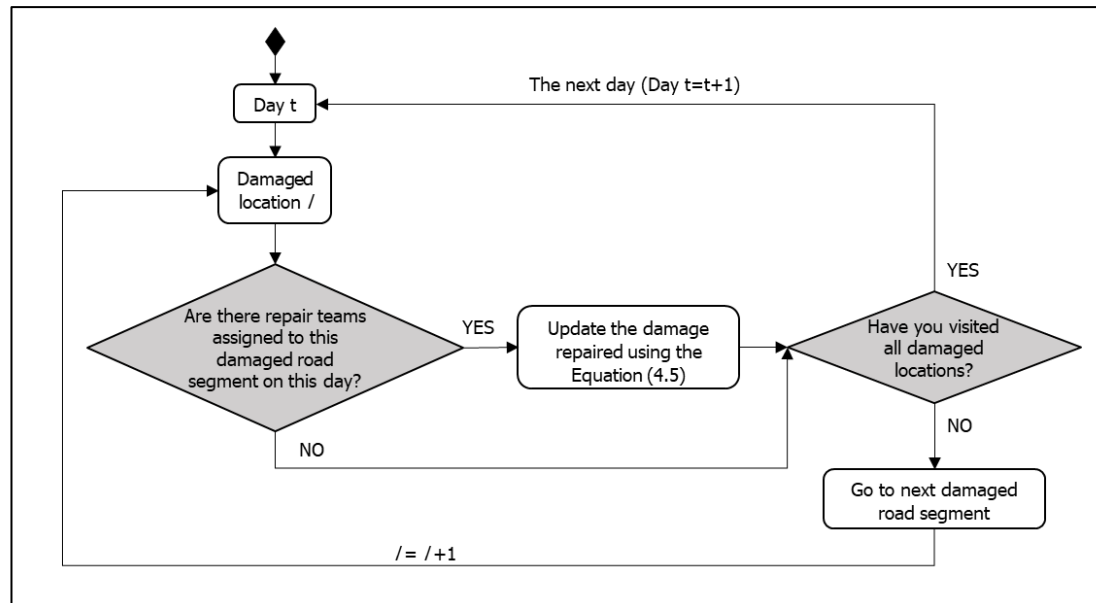 The next day (Day t=t+1)
Day t
Damaged
location l
YES
Are there repair teams
assigned to this
damaged road
segment on this day?
YES
Update the damage
repaired using the
Equation (4.5)
Have you visited
all damaged
locations?
NO
NO
Go to next damaged
road segment
l = l +1